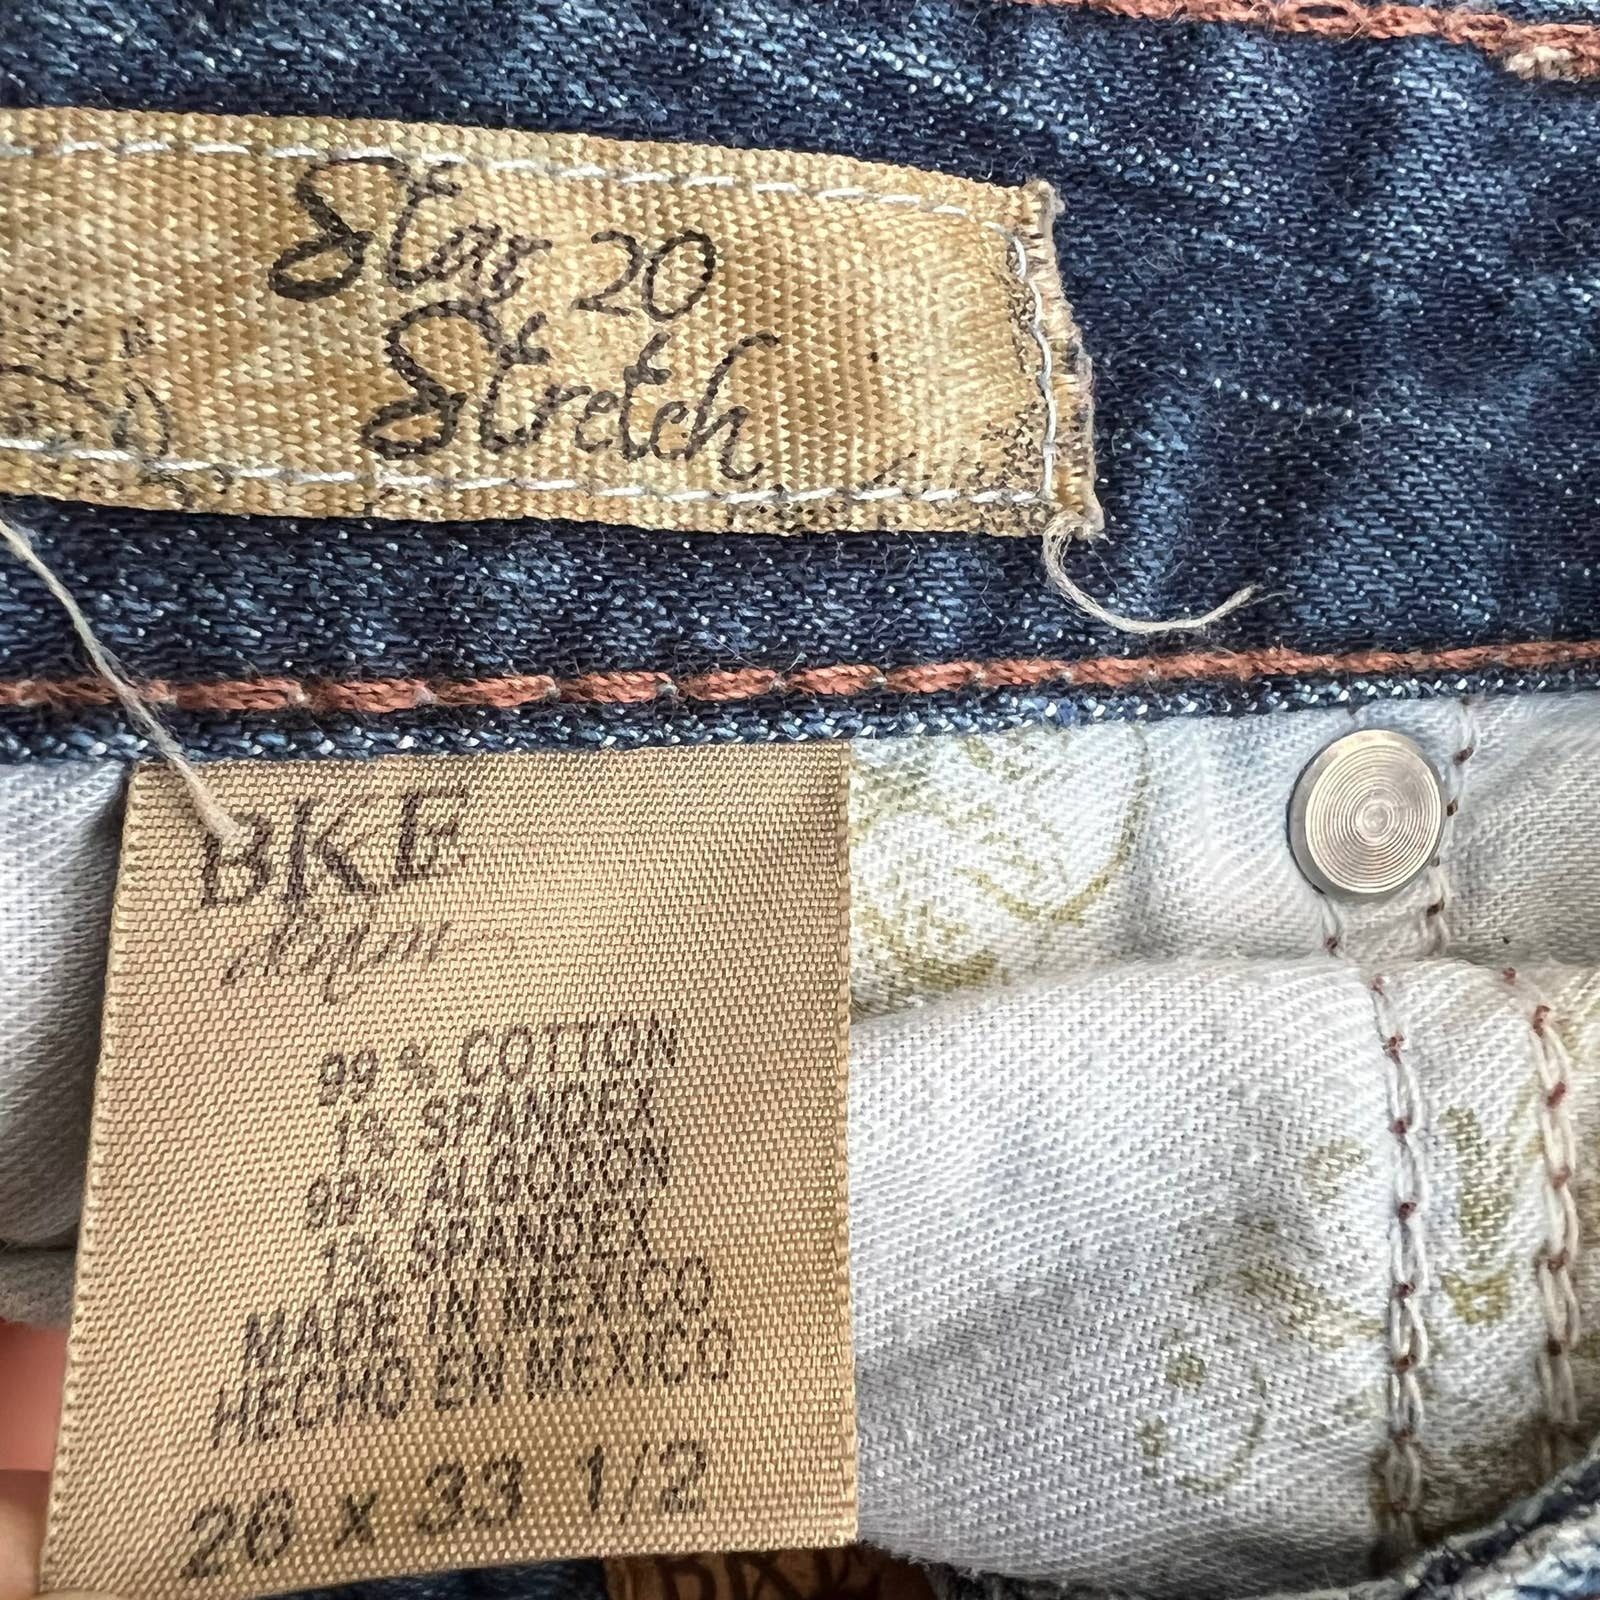 Star 20
Stretch
BKE
99% COTTON
1% SPANDEX
99% ALGODON
1% SPANDEX
MADE IN MEXICO
HECHO EN MEXICO
26 x 33 1/2